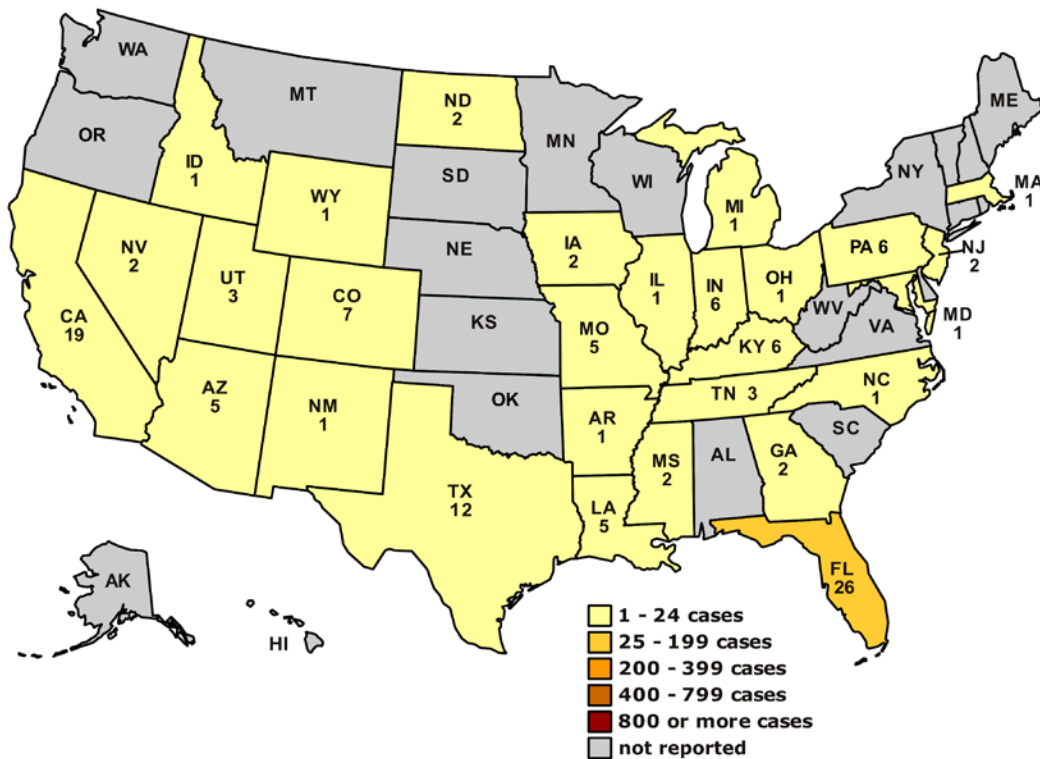 WA
MT
ND
2
MN
ME
OR
ID
1
SD
WI
NY
MA
1
WY
1
MI
1
NV
2
UT
3
NE
IA
2
PA 6
NJ
2
CO
7
IL
1
IN
6
OH
1
CA
19
KS
MO
5
WV
VA
MD
1
KY 6
AZ
5
NM
1
OK
AR
1
TN 3
NC
1
SC
TX
12
LA
5
MS
2
AL
GA
2
FL
26
AK
HI
1 - 24 cases
25 - 199 cases
200 - 399 cases
400 - 799 cases
800 or more cases
not reported